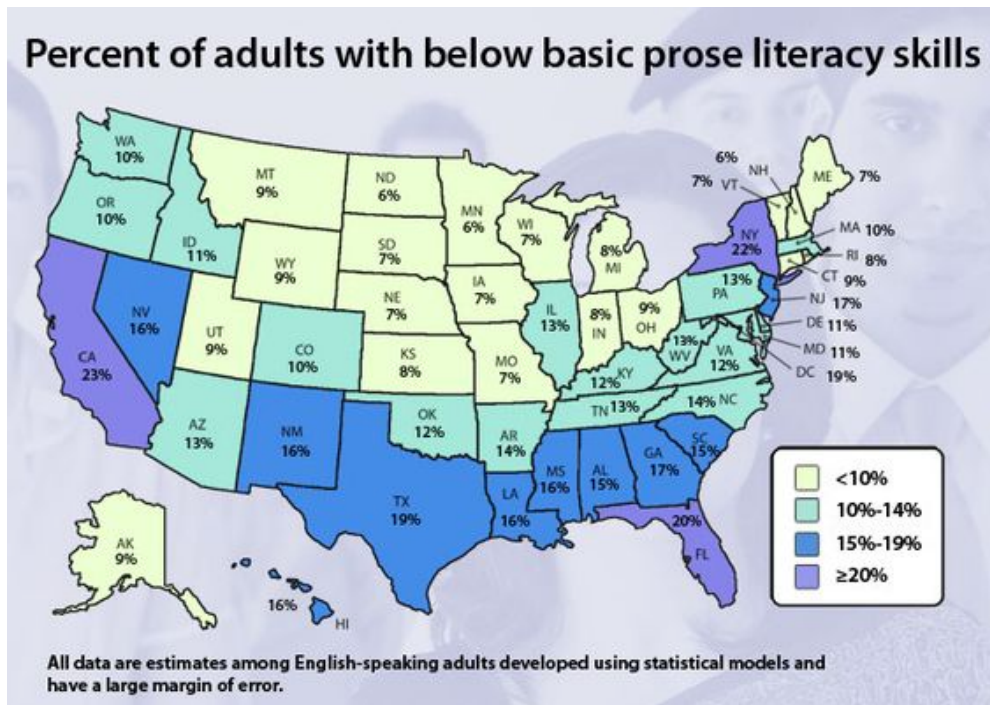 Percent of adults with below basic prose literacy skills
WA
10%
OR
10%
CA
23%
NV
16%
ID
11%
MT
9%
WY
9%
UT
9%
CO
10%
AZ
13%
NM
16%
ND
6%
SD
7%
NE
7%
KS
8%
OK
12%
TX
19%
MN
6%
IA
7%
MO
7%
AR
14%
LA
16%
WI
7%
IL
13%
8%
MI
8%
IN
9%
OH
12% KY
TN 13%
MS
16%
AL
15%
GA
17%
SC
15%
14% NC
20%
FL
13%
WV
VA
12%
13%
PA
NY
22%
6%
NH
7% VT
ME 7%
MA 10%
RI 8%
CT 9%
NJ 17%
DE 11%
MD 11%
DC 19%
AK
9%
16%
HI
<10%
10%-14%
15%-19%
≥20%
All data are estimates among English-speaking adults developed using statistical models and
have a large margin of error.